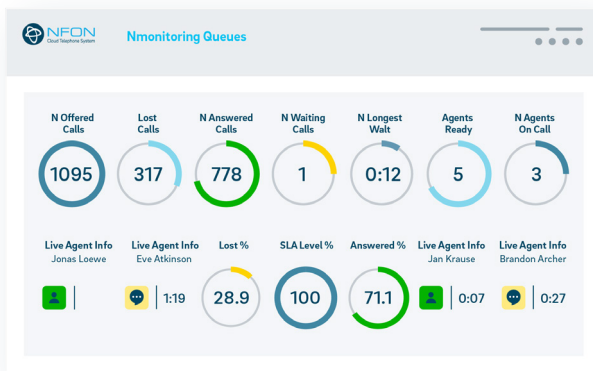 NFON
Cloud Telephone System
Nmonitoring Queues
N Offered Calls
Lost Calls
N Answered Calls
N Waiting Calls
N Longest Walt
Agents Ready
N Agents On Call
1095
317
778
1
0:12
5
3
Live Agent Info
Jonas Loewe
Live Agent Info
Eve Atkinson
Lost %
SLA Level %
Answered %
Live Agent Info
Jan Krause
Live Agent Info
Brandon Archer
1:19
28.9
100
71.1
0:07
0:27